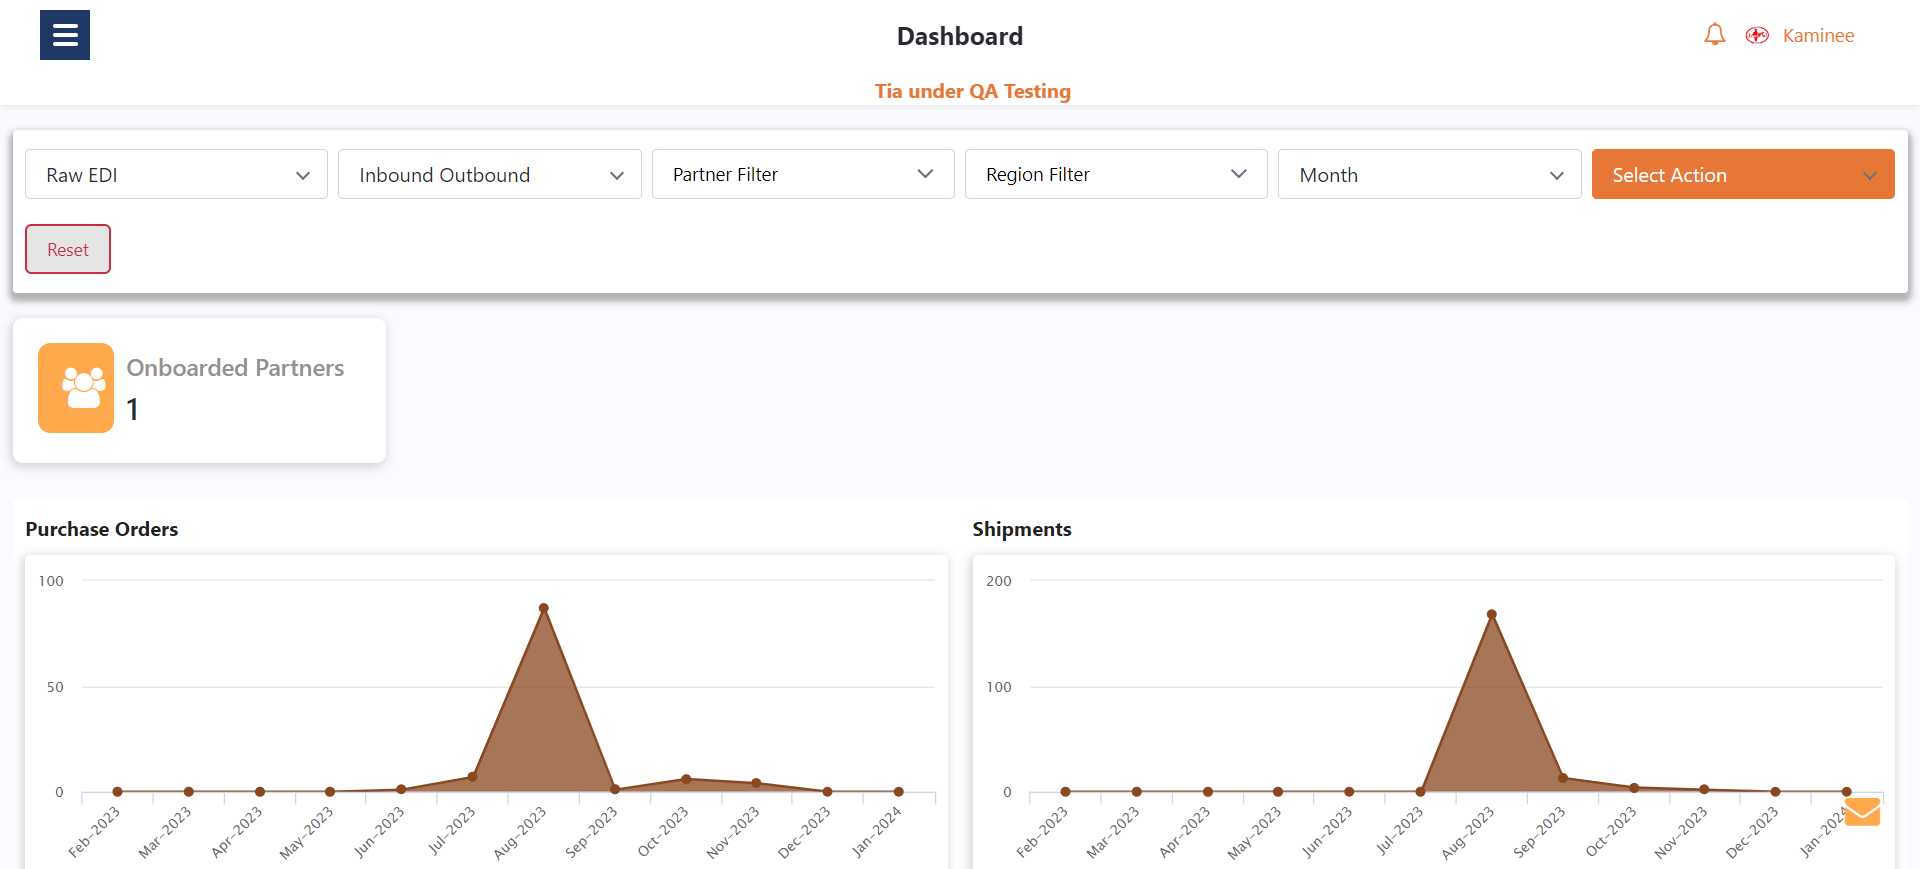 Dashboard
Kaminee
Tia under QA Testing
Raw EDI
Inbound Outbound
Partner Filter
Region Filter
Month
Select Action
Reset
Onboarded Partners
1
Purchase Orders
100
50
0
Feb-2023
Mar-2023
Apr-2023
May-2023
Jun-2023
Jul-2023
Aug-2023
Sep-2023
Oct-2023
Nov-2023
Dec-2023
Jan-2024
Shipments
200
100
0
Feb-2023
Mar-2023
Apr-2023
May-2023
Jun-2023
Jul-2023
Aug-2023
Sep-2023
Oct-2023
Nov-2023
Dec-2023
Jan-2024